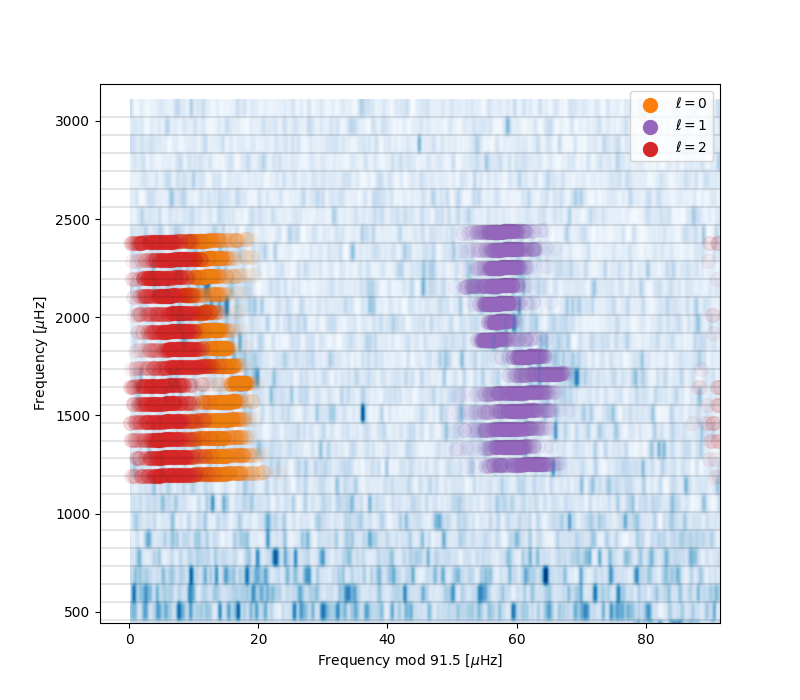 ℓ = 0
ℓ = 1
ℓ = 2
3000
2500
2000
1500
1000
500
Frequency [μHz]
0 20 40 60 80
Frequency mod 91.5 [μHz]